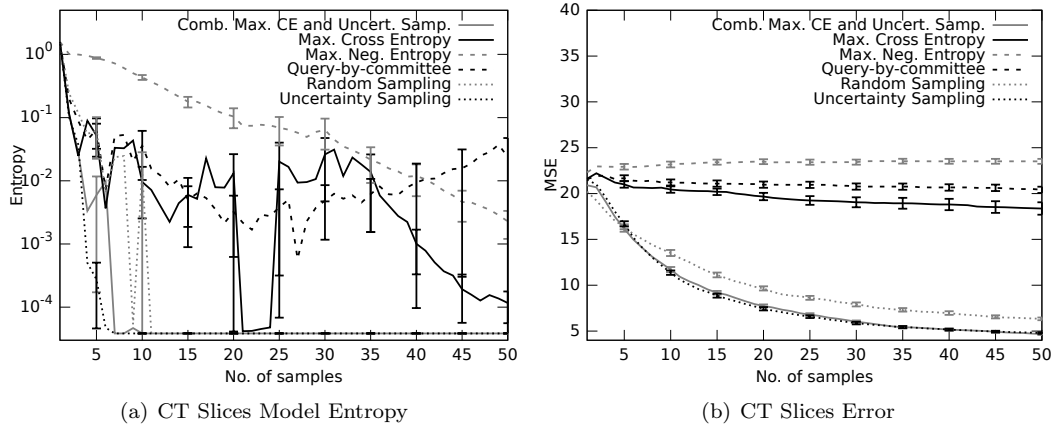 Comb. Max. CE and Uncert. Samp.
Max. Cross Entropy
Max. Neg. Entropy
Query-by-committee
Random Sampling
Uncertainty Sampling
10^0
10^-1
10^-2
10^-3
10^-4
Entropy
5 10 15 20 25 30 35 40 45 50
No. of samples
(a) CT Slices Model Entropy
Comb. Max. CE and Uncert. Samp.
Max. Cross Entropy
Max. Neg. Entropy
Query-by-committee
Random Sampling
Uncertainty Sampling
40
35
30
25
20
15
10
5
MSE
5 10 15 20 25 30 35 40 45 50
No. of samples
(b) CT Slices Error